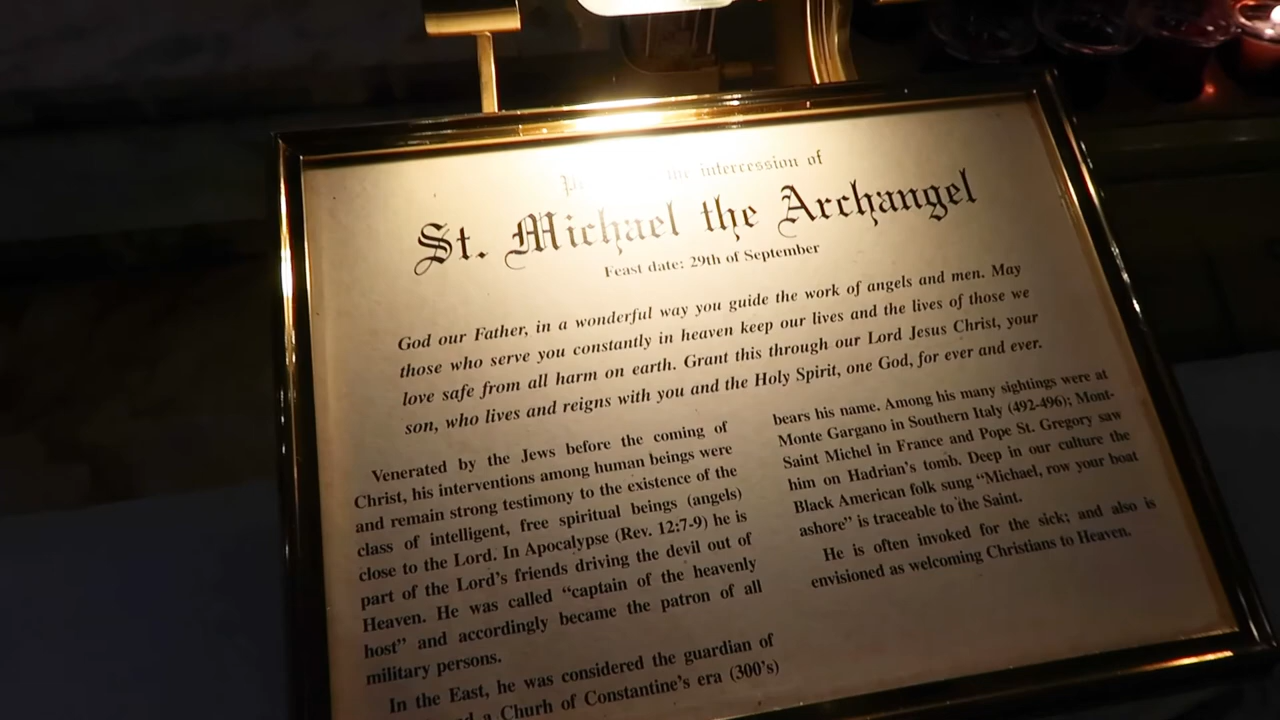 the intercession of
St. Michael the Archangel
Feast date: 29th of September
God our Father, in a wonderful way you guide the work of angels and men. May
those who serve you constantly in heaven keep our lives and the lives of those we
love safe from all harm on earth. Grant this through our Lord Jesus Christ, your
son, who lives and reigns with you and the Holy Spirit, one God, for ever and ever.
Venerated by the Jews before the coming of
Christ, his interventions among human beings were
and remain strong testimony to the existence of the
class of intelligent, free spiritual beings (angels)
close to the Lord. In Apocalypse (Rev. 12:7-9) he is
part of the Lord's friends driving the devil out of
Heaven. He was called “captain of the heavenly
host” and accordingly became the patron of all
military persons.
In the East, he was considered the guardian of
a Churh of Constantine's era (300's)
bears his name. Among his many sightings were at
Monte Gargano in Southern Italy (492-496); Mont-
Saint Michel in France and Pope St. Gregory saw
him on Hadrian's tomb. Deep in our culture the
Black American folk sung “Michael, row your boat
ashore” is traceable to the Saint.
He is often invoked for the sick; and also is
envisioned as welcoming Christians to Heaven.